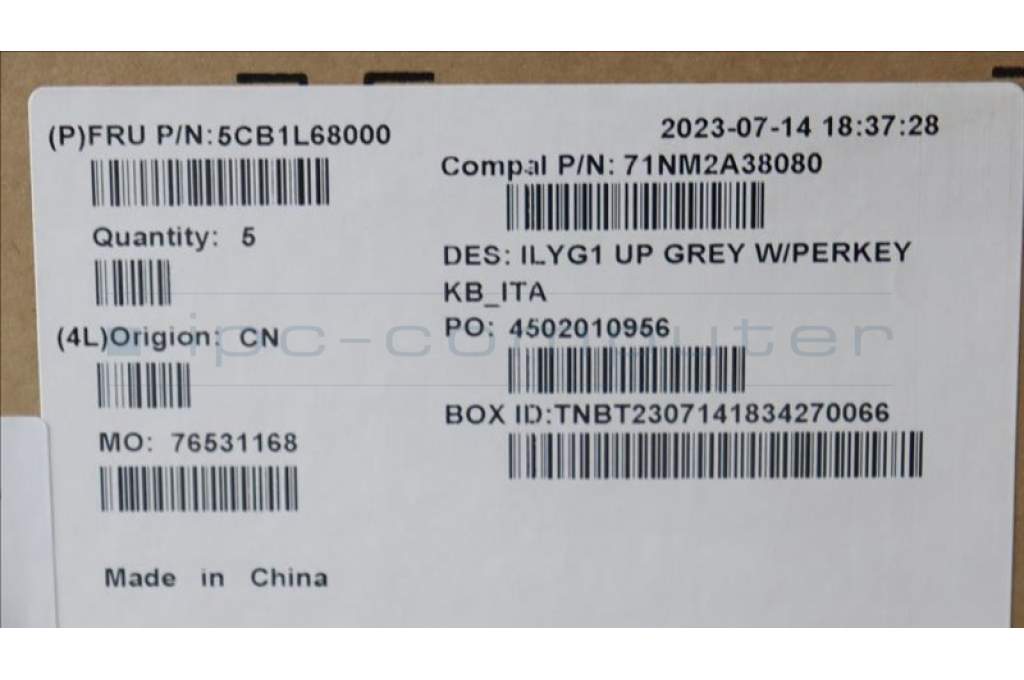 (P)FRU P/N:5CB1L68000
2023-07-14 18:37:28
Compal P/N: 71NM2A38080
Quantity: 5
DES: ILYG1 UP GREY W/PERKEY
KB_ITA
(4L)Origion: CN
PO: 4502010956
ipc-computer
BOX ID:TNBT2307141834270066
MO: 76531168
Made in China